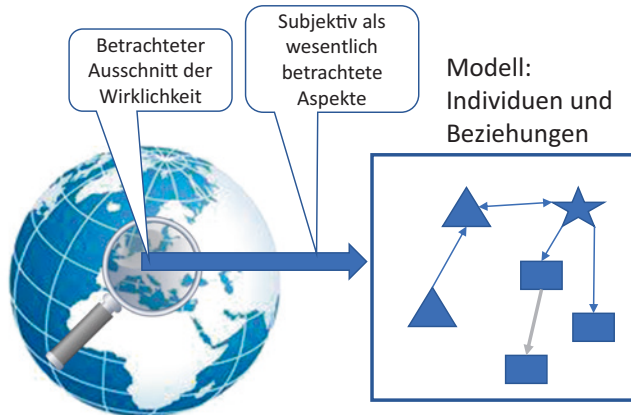 Betrachteter
Ausschnitt der
Wirklichkeit
Subjektiv als
wesentlich
betrachtete
Aspekte
Modell:
Individuen und
Beziehungen